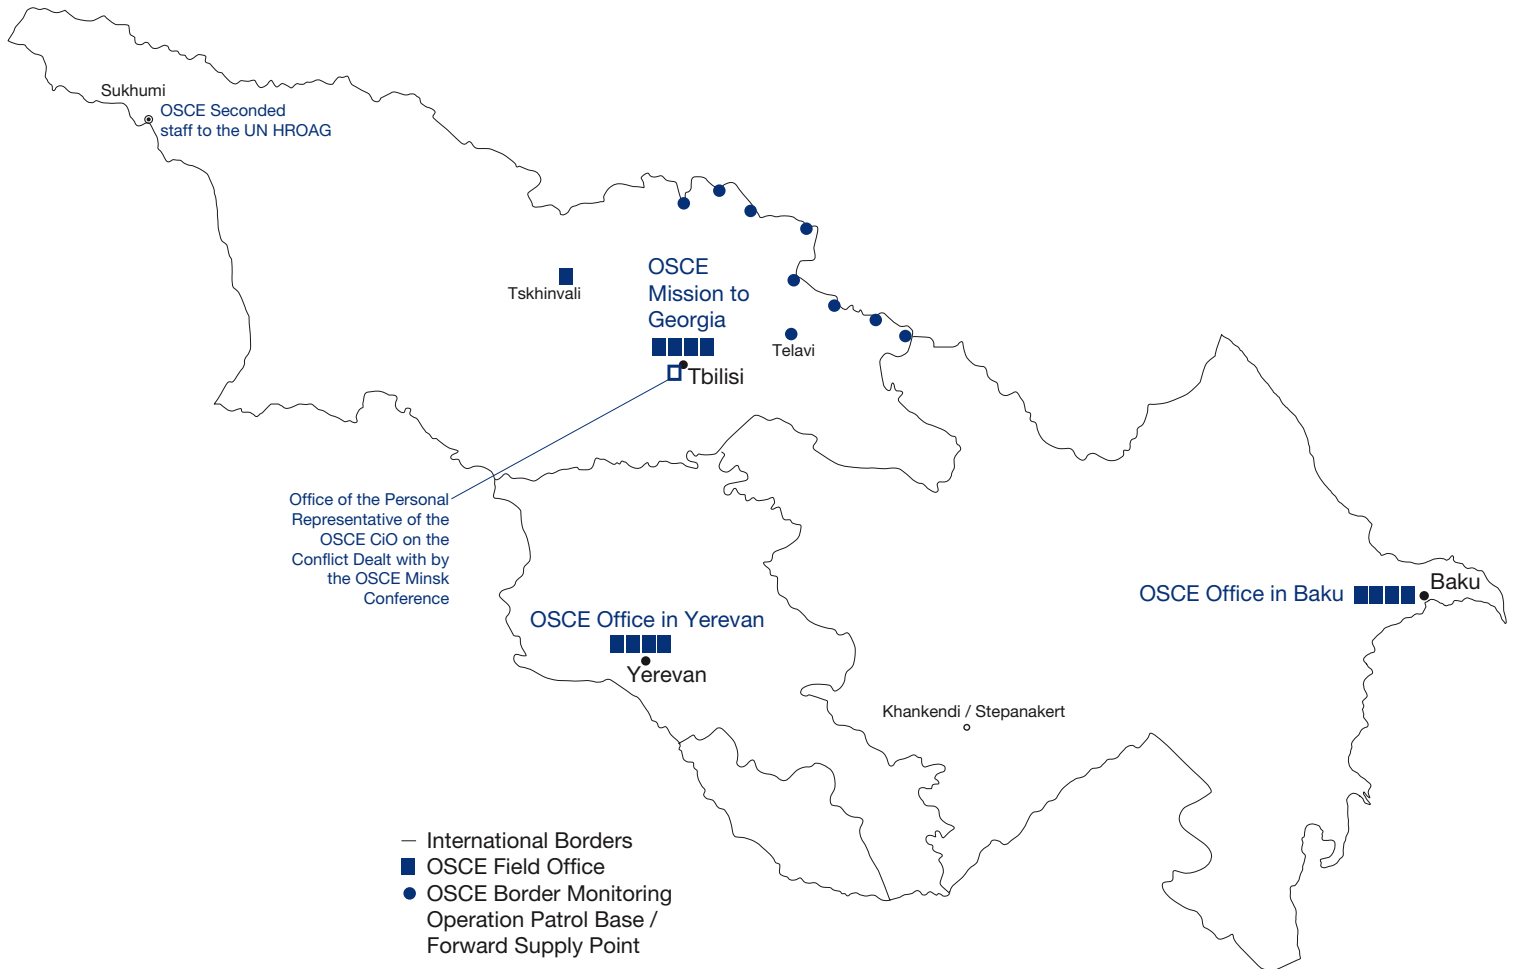 Sukhumi
OSCE Seconded
staff to the UN HROAG
Tskhinvali
OSCE
Mission to
Georgia
Tbilisi
Telavi
Office of the Personal
Representative of the
OSCE CiO on the
Conflict Dealt with by
the OSCE Minsk
Conference
OSCE Office in Yerevan
Yerevan
OSCE Office in Baku
Baku
Khankendi / Stepanakert
International Borders
OSCE Field Office
OSCE Border Monitoring
Operation Patrol Base /
Forward Supply Point